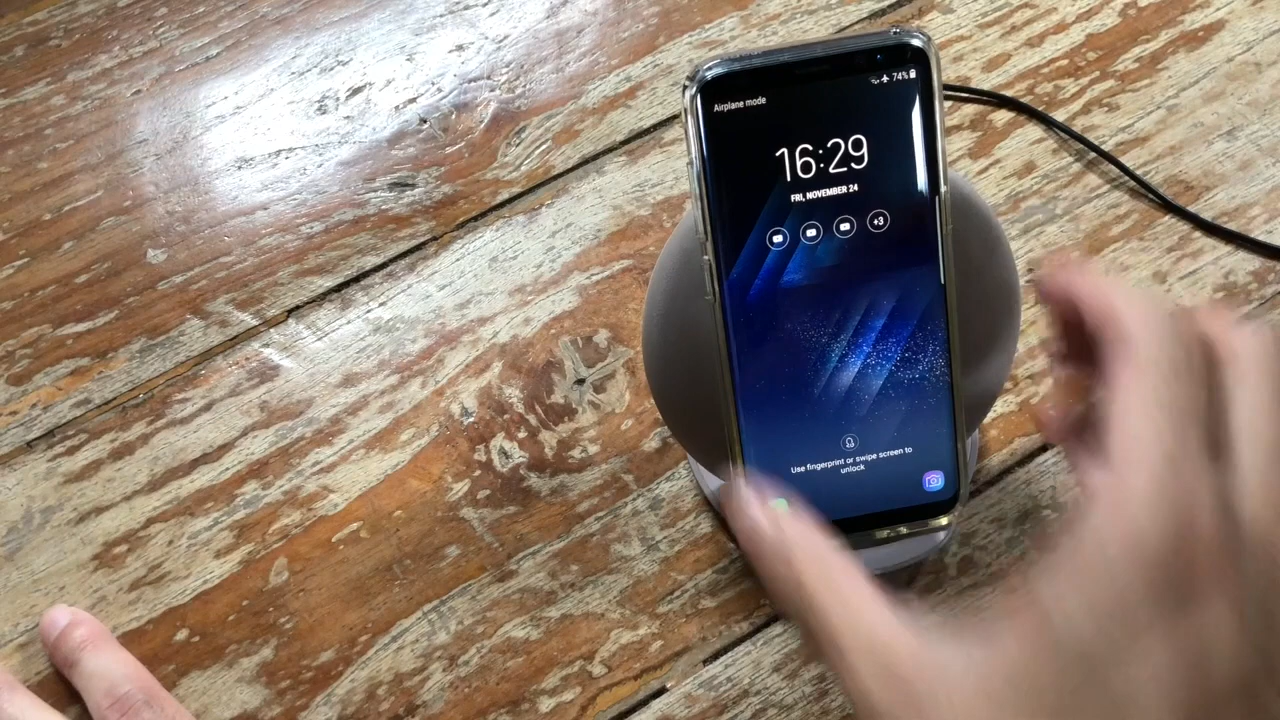 74%
Airplane mode
16:29
FRI, NOVEMBER 24
+3
Use fingerprint or swipe screen to
unlock